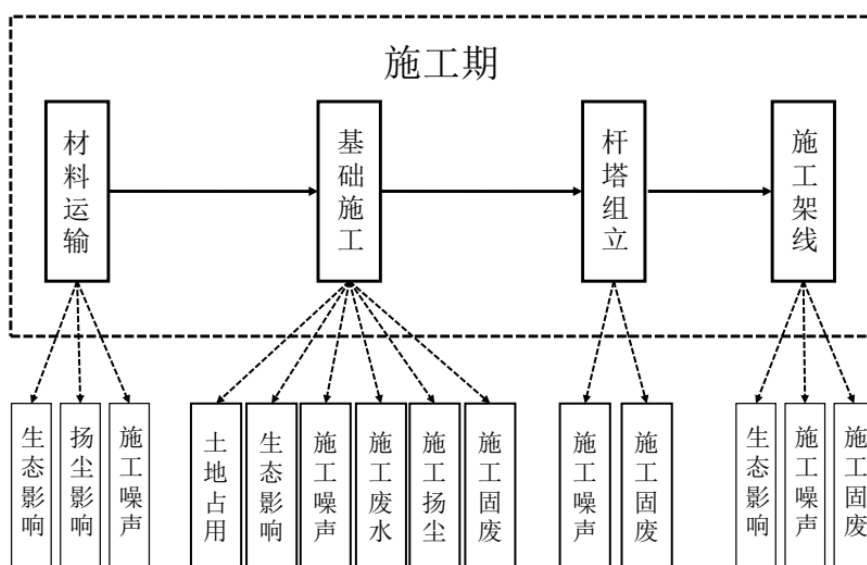 施工期
材料运输
基础施工
杆塔组立
施工架线
生态影响
扬尘影响
施工噪声
土地占用
生态影响
施工噪声
施工废水
施工扬尘
施工固废
施工噪声
施工固废
生态影响
施工噪声
施工固废